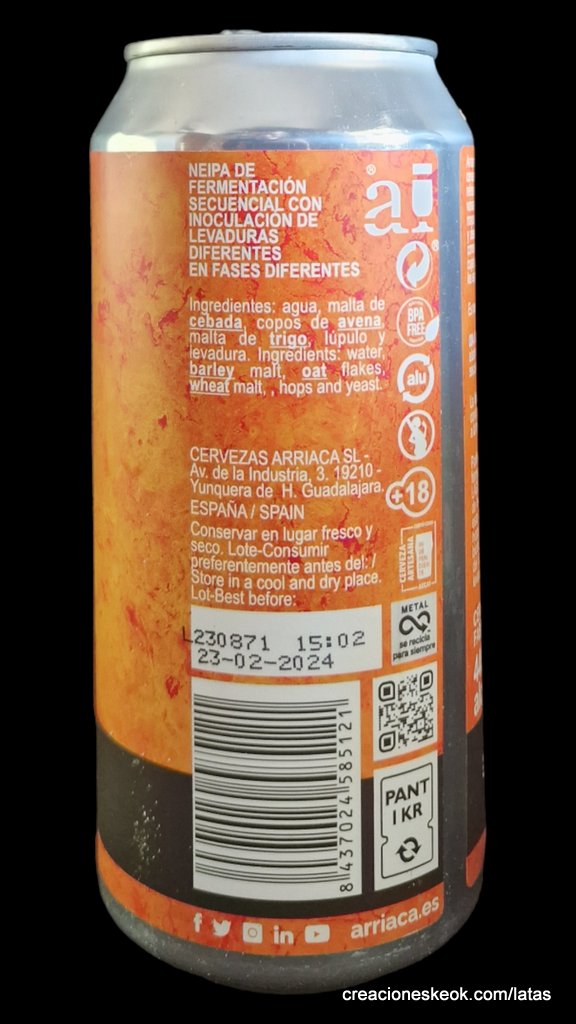 NEIPA DE
FERMENTACIÓN
SECUENCIAL CON
INOCULACIÓN DE
LEVADURAS
DIFERENTES
EN FASES DIFERENTES
ai
®
Ingredientes: agua, malta de
cebada, copos de avena,
malta de trigo, lúpulo y
levadura. Ingredients: water,
barley malt, oat flakes,
wheat malt, , hops and yeast.
BPA
FREE
alu
CERVEZAS ARRIACA SL -
Av. de la Industria, 3. 19210 -
Yunquera de H. Guadalajara.
ESPAÑA / SPAIN
+18
Conservar en lugar fresco y
seco. Lote-Consumir
preferentemente antes del: /
Store in a cool and dry place.
Lot-Best before:
CERVEZA
ARTESANA
METAL
se recicla
para siempre
L230871 15:02
23-02-2024
8 437024 585121
PANT
1 KR
arriaca.es
creacioneskeok.com/latas